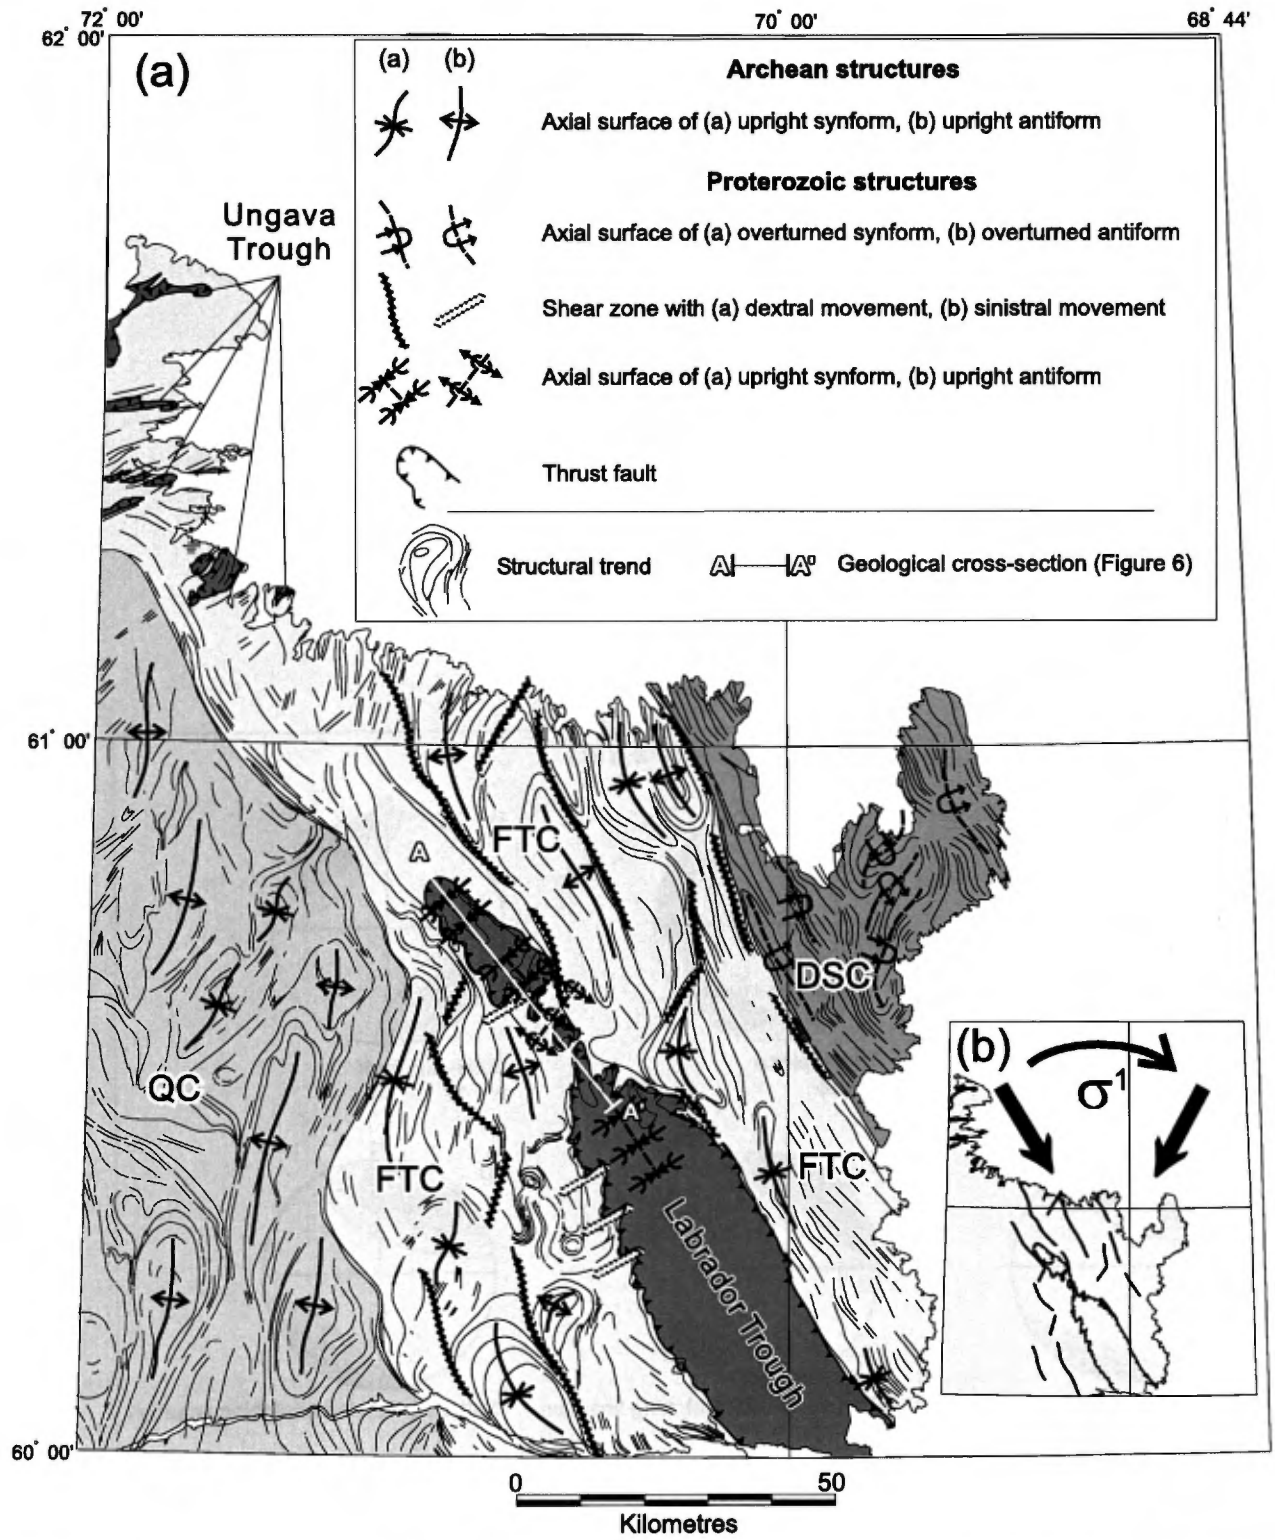 72° 00'
70° 00'
68° 44'
62° 00'
(a)
(a) (b)
Archean structures
Axial surface of (a) upright synform, (b) upright antiform
Proterozoic structures
Axial surface of (a) overturned synform, (b) overturned antiform
Shear zone with (a) dextral movement, (b) sinistral movement
Axial surface of (a) upright synform, (b) upright antiform
Thrust fault
Structural trend
A A' Geological cross-section (Figure 6)
Ungava
Trough
61° 00'
FTC
A
DSC
QC
A'
FTC
FTC
Labrador Trough
(b)
σ¹
60° 00'
0 50
Kilometres